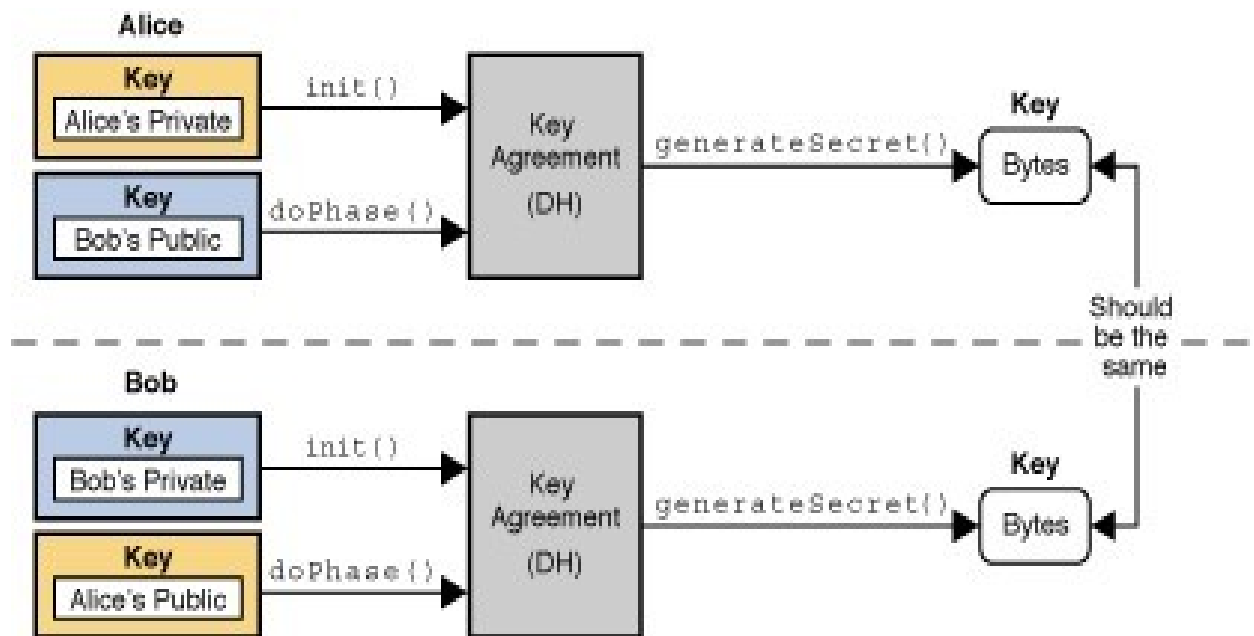 Alice
Key
Alice's Private
init()
Key
Bob's Public
doPhase()
Key
Agreement
(DH)
generateSecret()
Key
Bytes
Should
be the
same
Bob
Key
Bob's Private
init()
Key
Alice's Public
doPhase()
Key
Agreement
(DH)
generateSecret()
Key
Bytes